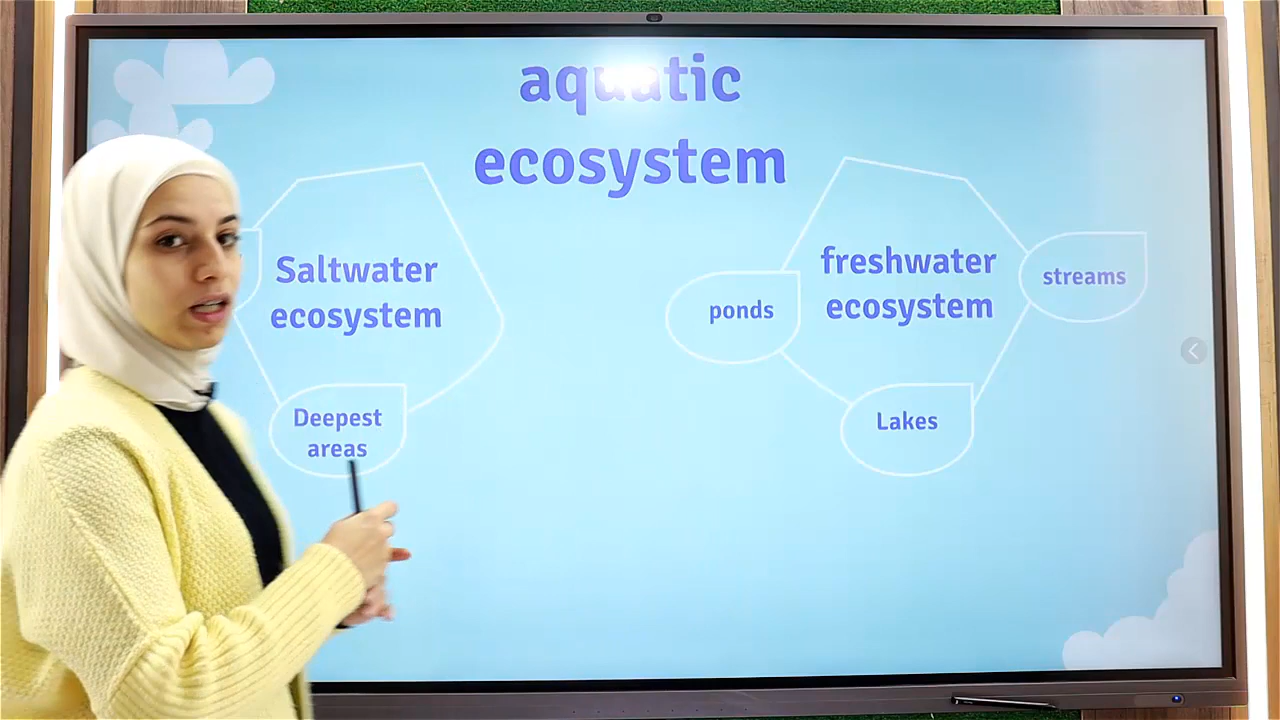 aquatic
ecosystem
Saltwater
ecosystem
Deepest
areas
freshwater
ecosystem
ponds
streams
Lakes